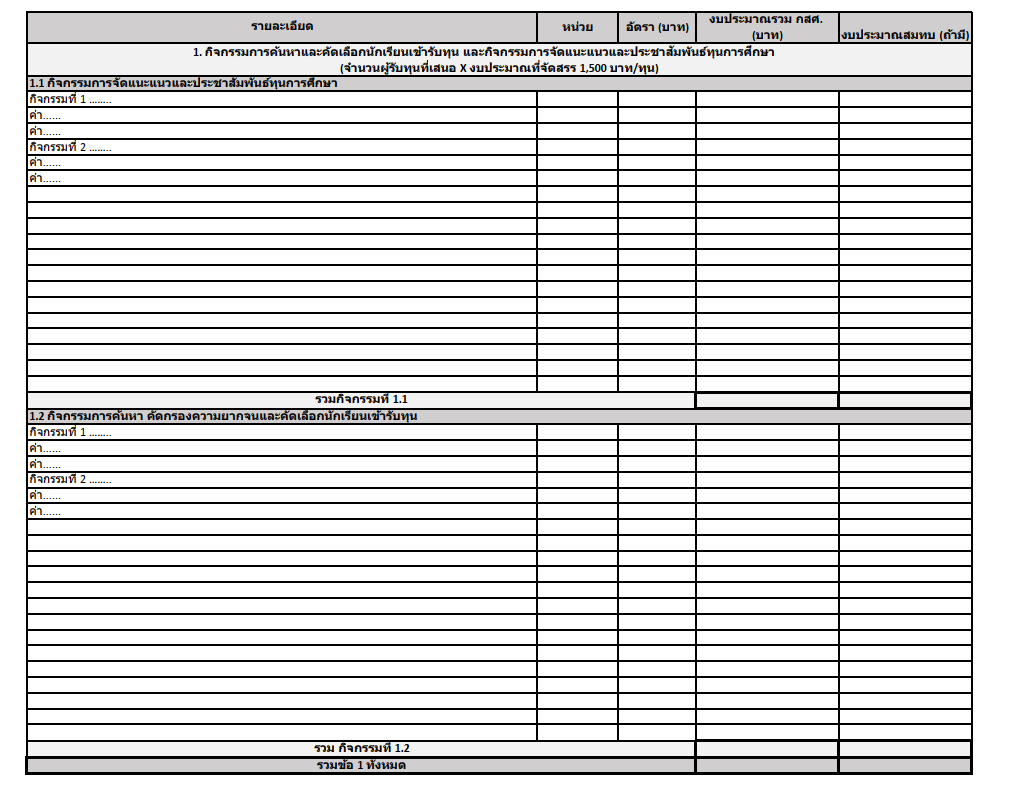 รายละเอียด หน่วย อัตรา (บาท) งบประมาณรวม กสศ. (บาท) งบประมาณสมทบ (ถ้ามี)
1. กิจกรรมการค้นหาและคัดเลือกนักเรียนเข้ารับทุน และกิจกรรมการจัดแนะแนวและประชาสัมพันธ์ทุนการศึกษา
(จำนวนผู้รับทุนที่เสนอ X งบประมาณที่จัดสรร 1,500 บาท/ทุน)
1.1 กิจกรรมการจัดแนะแนวและประชาสัมพันธ์ทุนการศึกษา
กิจกรรมที่ 1 ........
ค่า......
ค่า......
กิจกรรมที่ 2 ........
ค่า......
ค่า......
รวมกิจกรรมที่ 1.1
1.2 กิจกรรมการค้นหา คัดกรองความยากจนและคัดเลือกนักเรียนเข้ารับทุน
กิจกรรมที่ 1 ........
ค่า......
ค่า......
กิจกรรมที่ 2 ........
ค่า......
ค่า......
รวม กิจกรรมที่ 1.2
รวมข้อ 1 ทั้งหมด